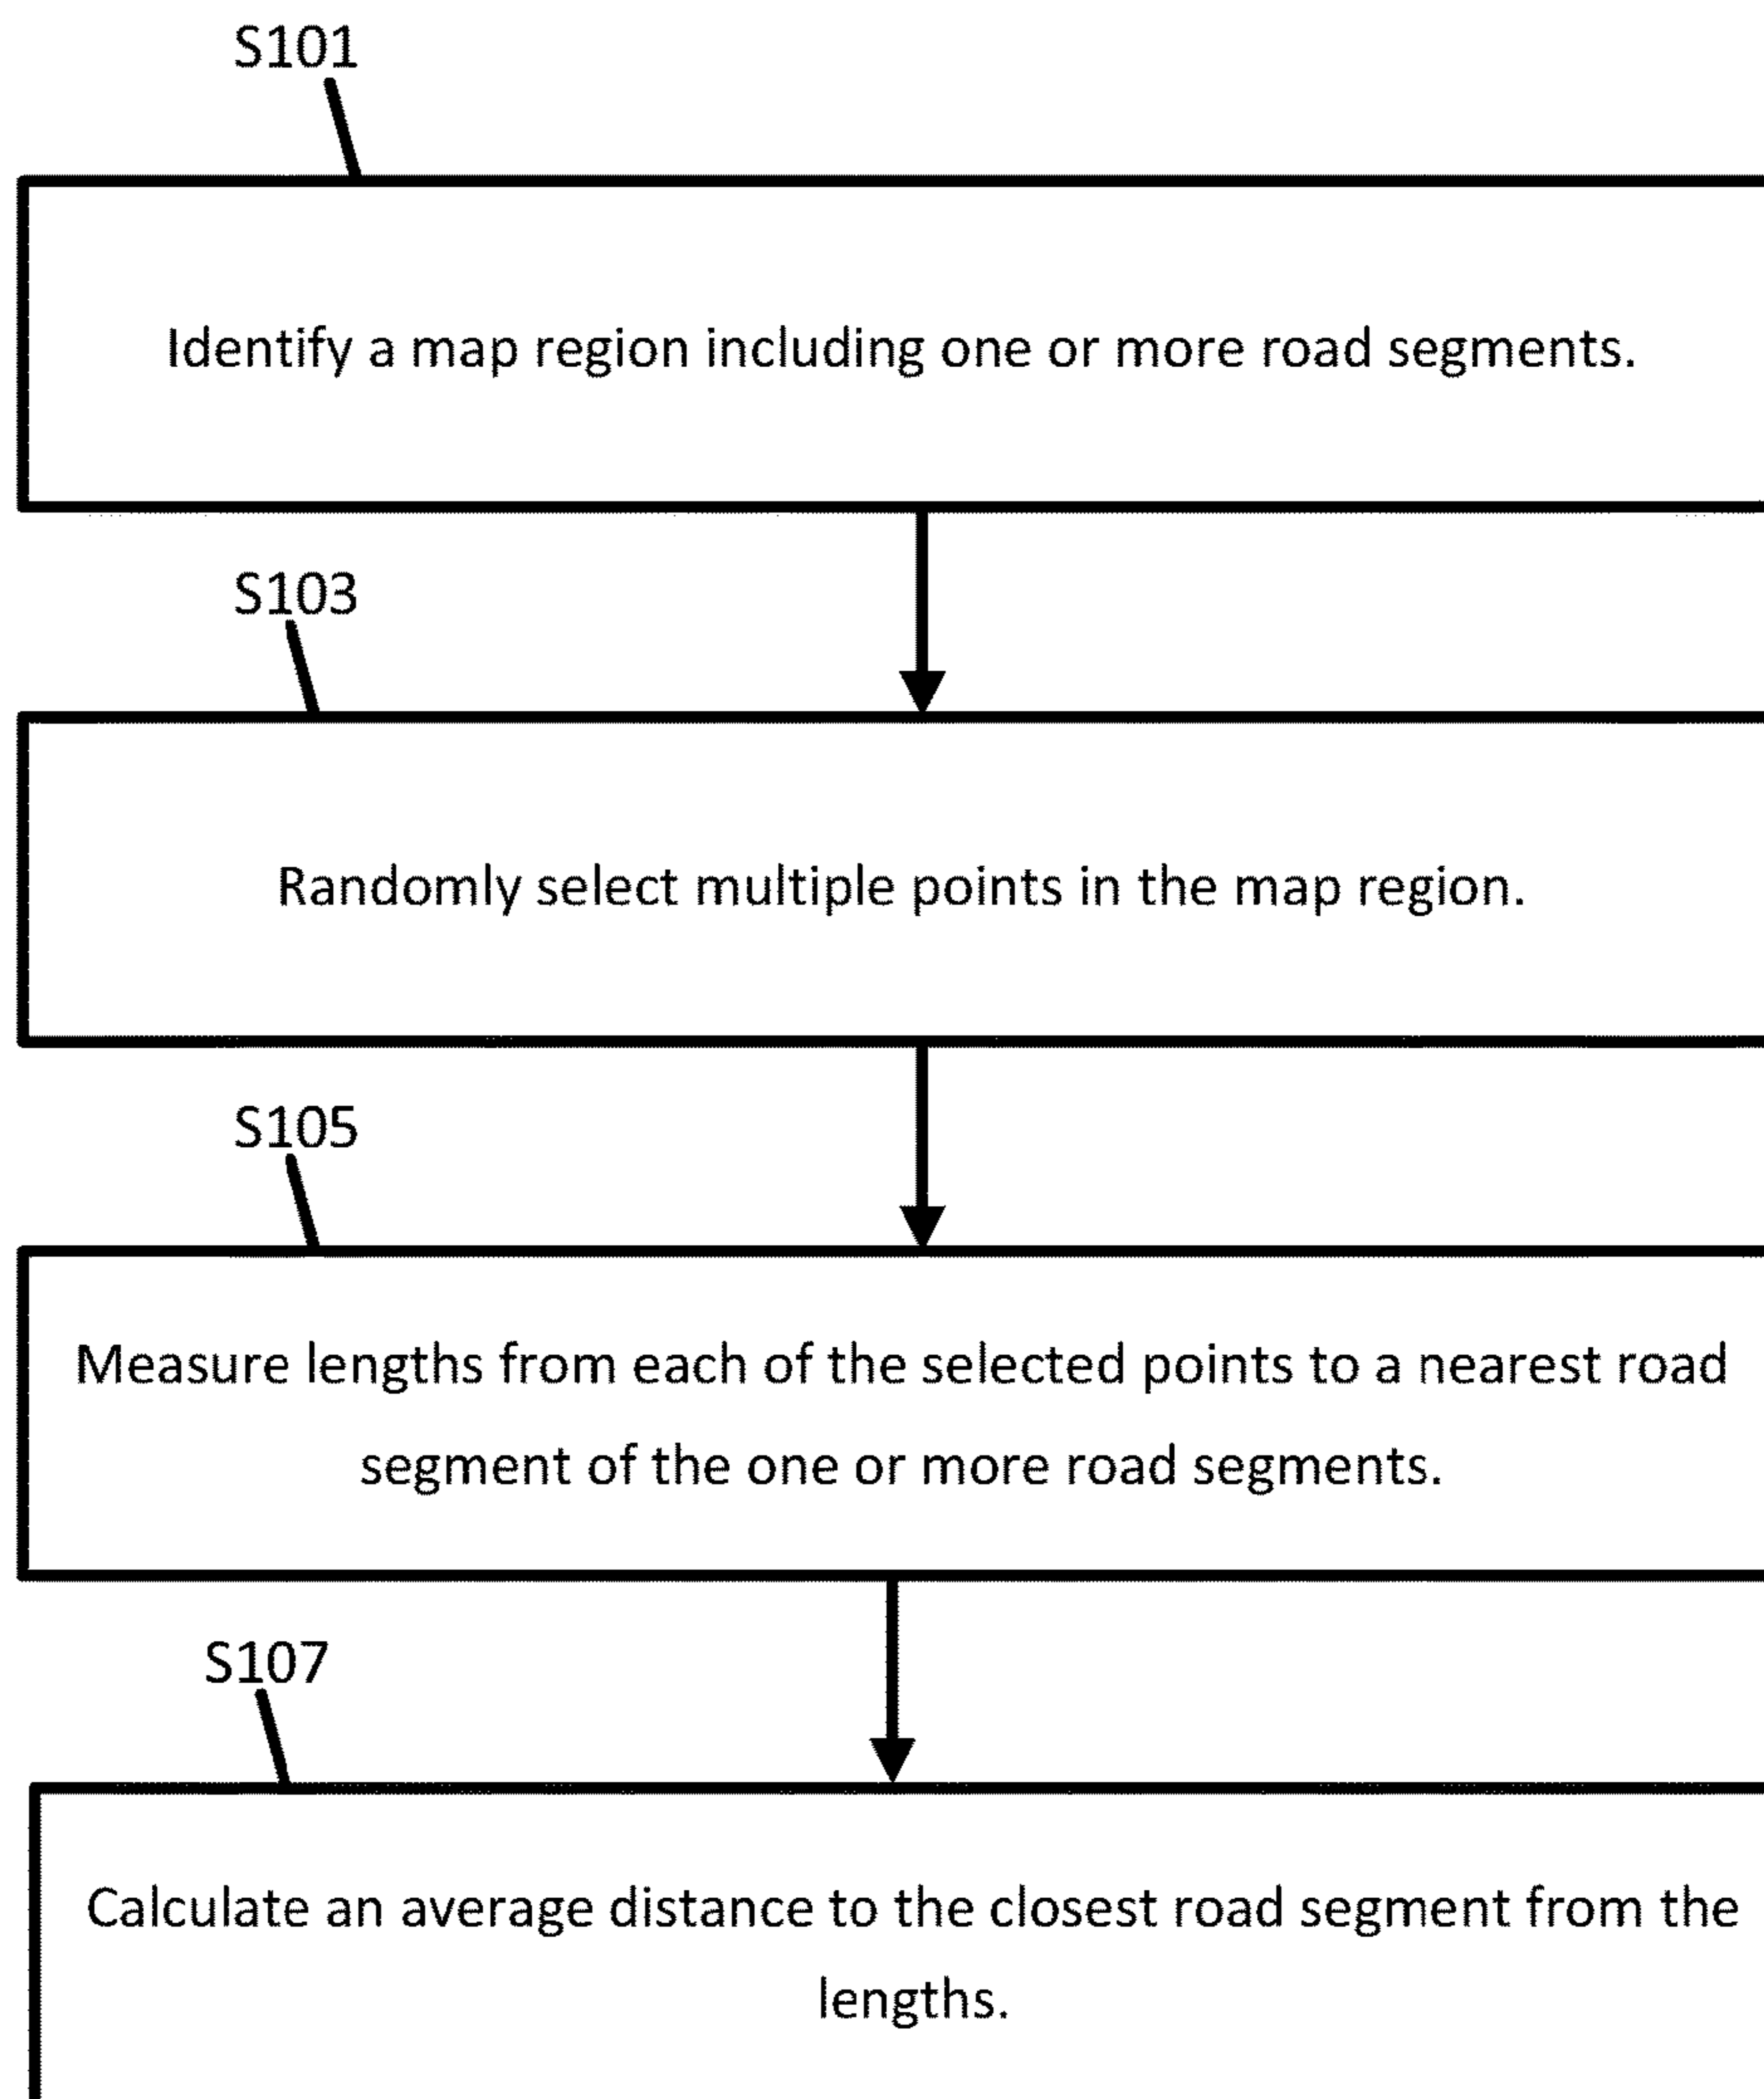 S101
Identify a map region including one or more road segments.
S103
Randomly select multiple points in the map region.
S105
Measure lengths from each of the selected points to a nearest road
segment of the one or more road segments.
S107
Calculate an average distance to the closest road segment from the
lengths.